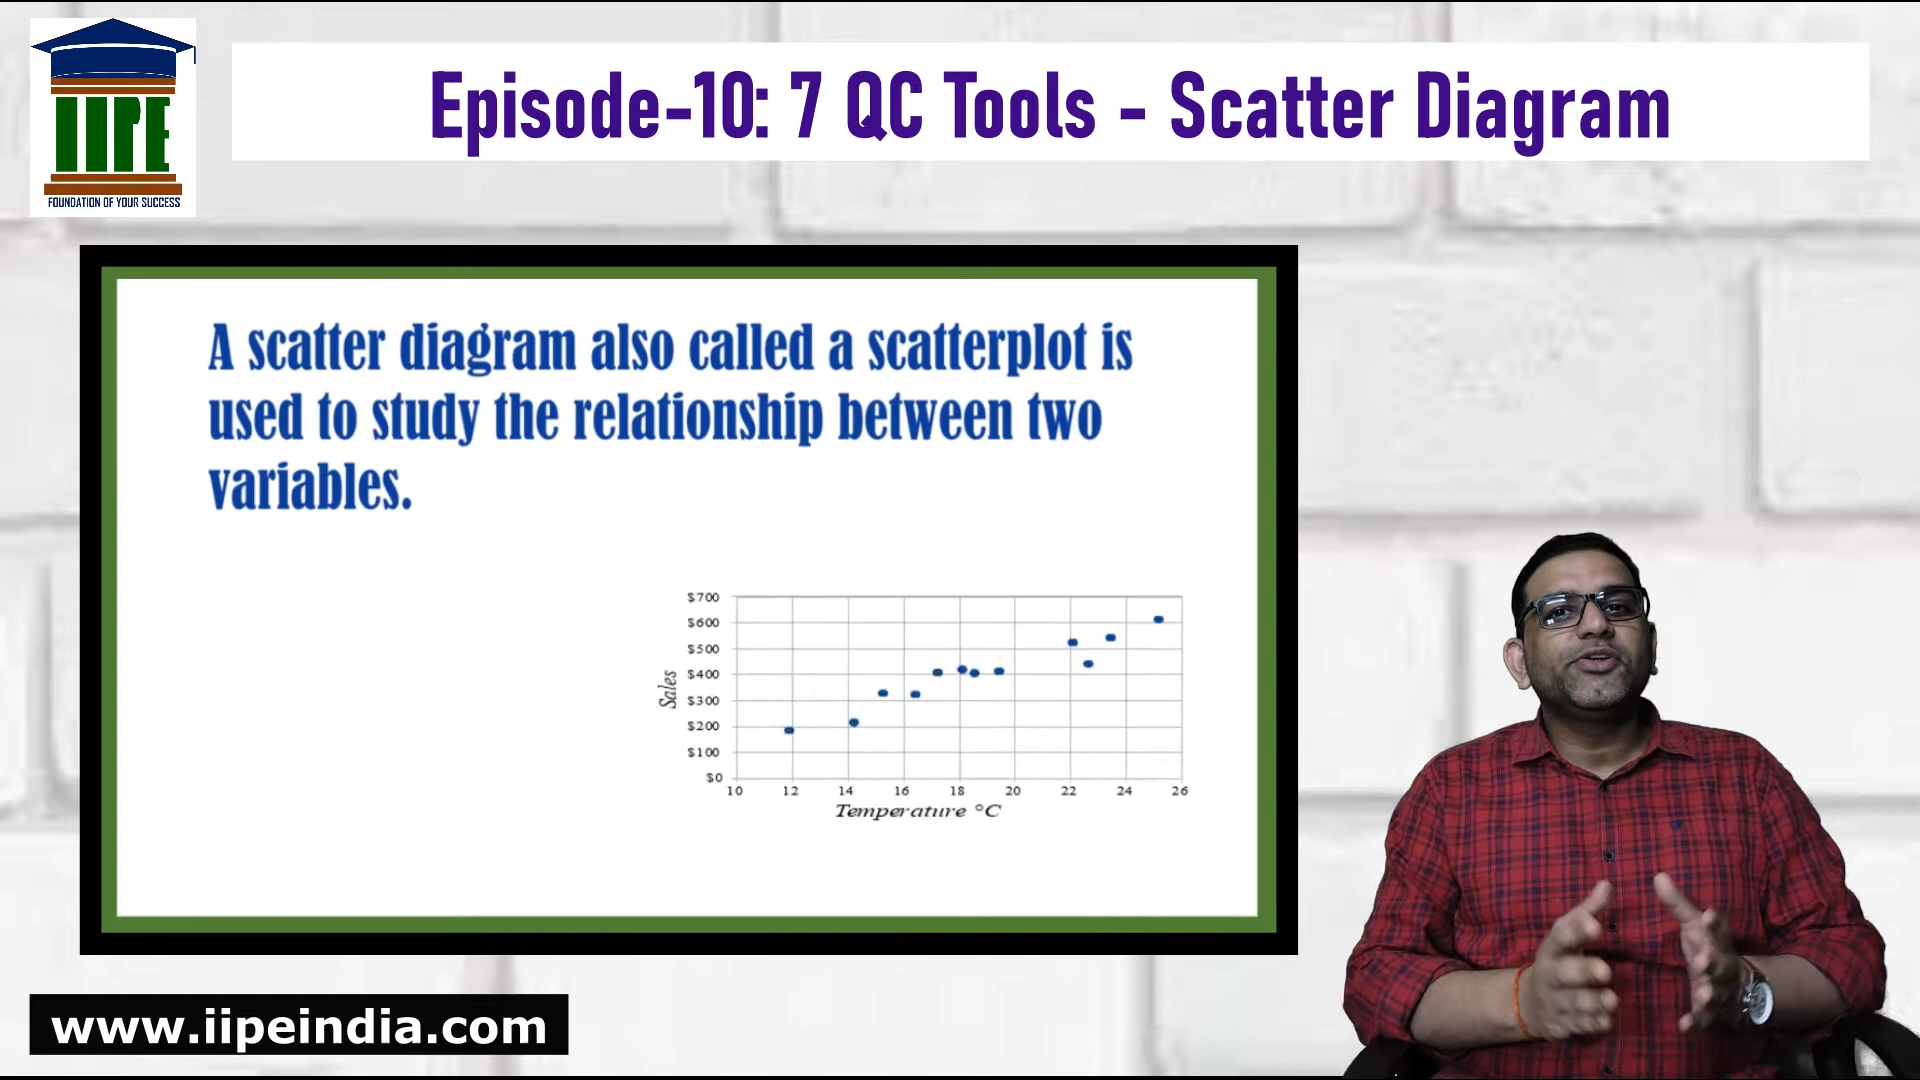 IIPE
FOUNDATION OF YOUR SUCCESS
Episode-10: 7 QC Tools - Scatter Diagram
A scatter diagram also called a scatterplot is
used to study the relationship between two
variables.
$700
$600
$500
$400
$300
$200
$100
$0
Sales
10 12 14 16 18 20 22 24 26
Temperature °C
www.iipeindia.com